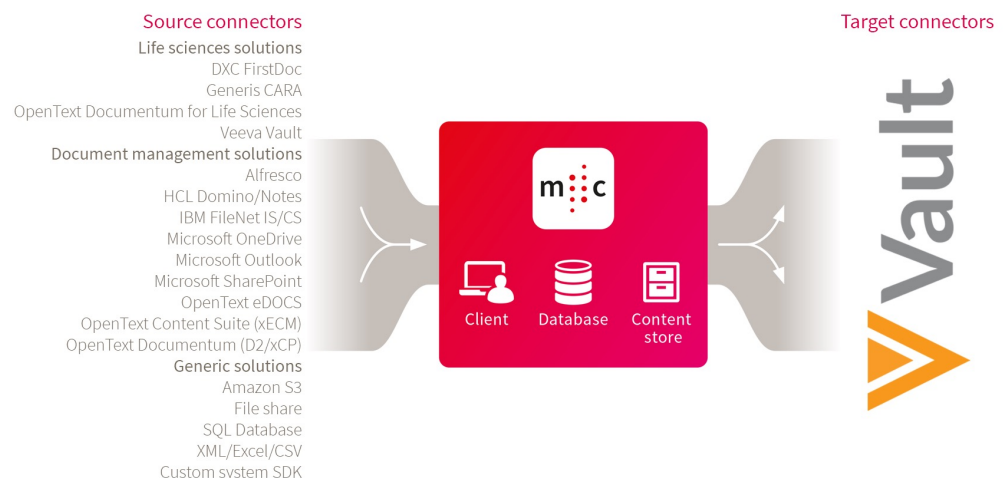 Source connectors
Life sciences solutions
DXC FirstDoc
Generis CARA
OpenText Documentum for Life Sciences
Veeva Vault
Document management solutions
Alfresco
HCL Domino/Notes
IBM FileNet IS/CS
Microsoft OneDrive
Microsoft Outlook
Microsoft SharePoint
OpenText eDOCS
OpenText Content Suite (xECM)
OpenText Documentum (D2/xCP)
Generic solutions
Amazon S3
File share
SQL Database
XML/Excel/CSV
Custom system SDK
m c
Client
Database
Content
store
Target connectors
Vault